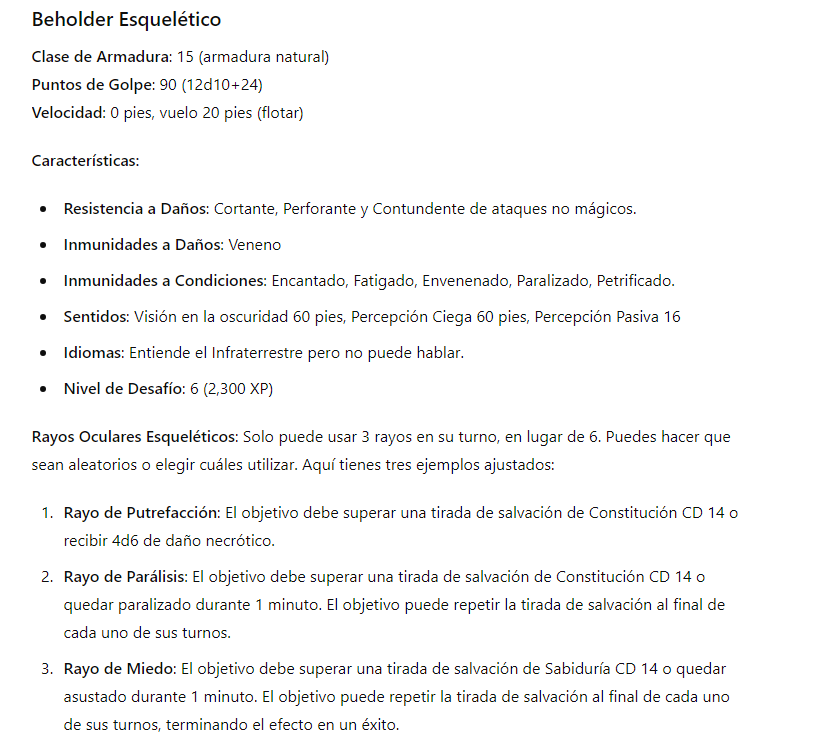 Beholder Esquelético
Clase de Armadura: 15 (armadura natural)
Puntos de Golpe: 90 (12d10+24)
Velocidad: 0 pies, vuelo 20 pies (flotar)
Características:
• Resistencia a Daños: Cortante, Perforante y Contundente de ataques no mágicos.
• Inmunidades a Daños: Veneno
• Inmunidades a Condiciones: Encantado, Fatigado, Envenenado, Paralizado, Petrificado.
• Sentidos: Visión en la oscuridad 60 pies, Percepción Ciega 60 pies, Percepción Pasiva 16
• Idiomas: Entiende el Infraterrestre pero no puede hablar.
• Nivel de Desafío: 6 (2,300 XP)
Rayos Oculares Esqueléticos: Solo puede usar 3 rayos en su turno, en lugar de 6. Puedes hacer que
sean aleatorios o elegir cuáles utilizar. Aquí tienes tres ejemplos ajustados:
1. Rayo de Putrefacción: El objetivo debe superar una tirada de salvación de Constitución CD 14 o
recibir 4d6 de daño necrótico.
2. Rayo de Parálisis: El objetivo debe superar una tirada de salvación de Constitución CD 14 o
quedar paralizado durante 1 minuto. El objetivo puede repetir la tirada de salvación al final de
cada uno de sus turnos.
3. Rayo de Miedo: El objetivo debe superar una tirada de salvación de Sabiduría CD 14 o quedar
asustado durante 1 minuto. El objetivo puede repetir la tirada de salvación al final de cada uno
de sus turnos, terminando el efecto en un éxito.